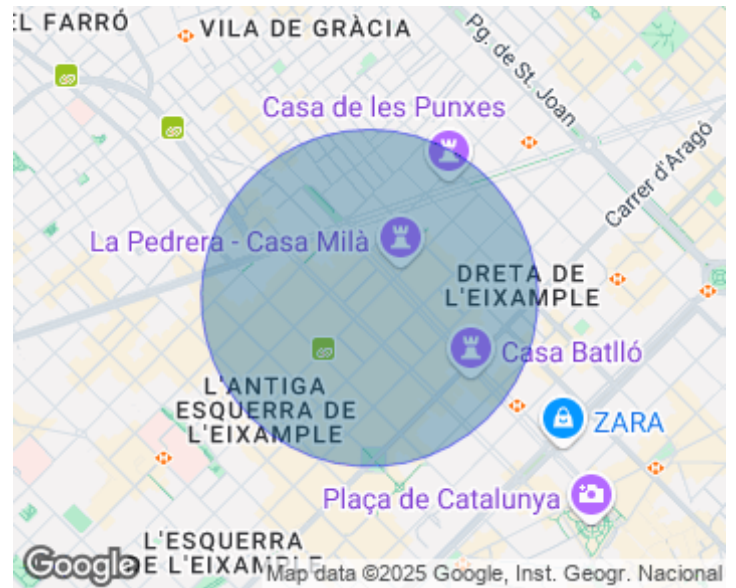 EL FARRÓ
VILA DE GRÀCIA
Pg. de St. Joan
Casa de les Punxes
Carrer d'Aragó
La Pedrera - Casa Milà
DRETA DE
L'EIXAMPLE
Casa Batlló
L'ANTIGA
ESQUERRA DE
L'EIXAMPLE
ZARA
Plaça de Catalunya
L'ESQUERRA
DE L'EIXAMPLE
Google
Map data ©2025 Google, Inst. Geogr. Nacional